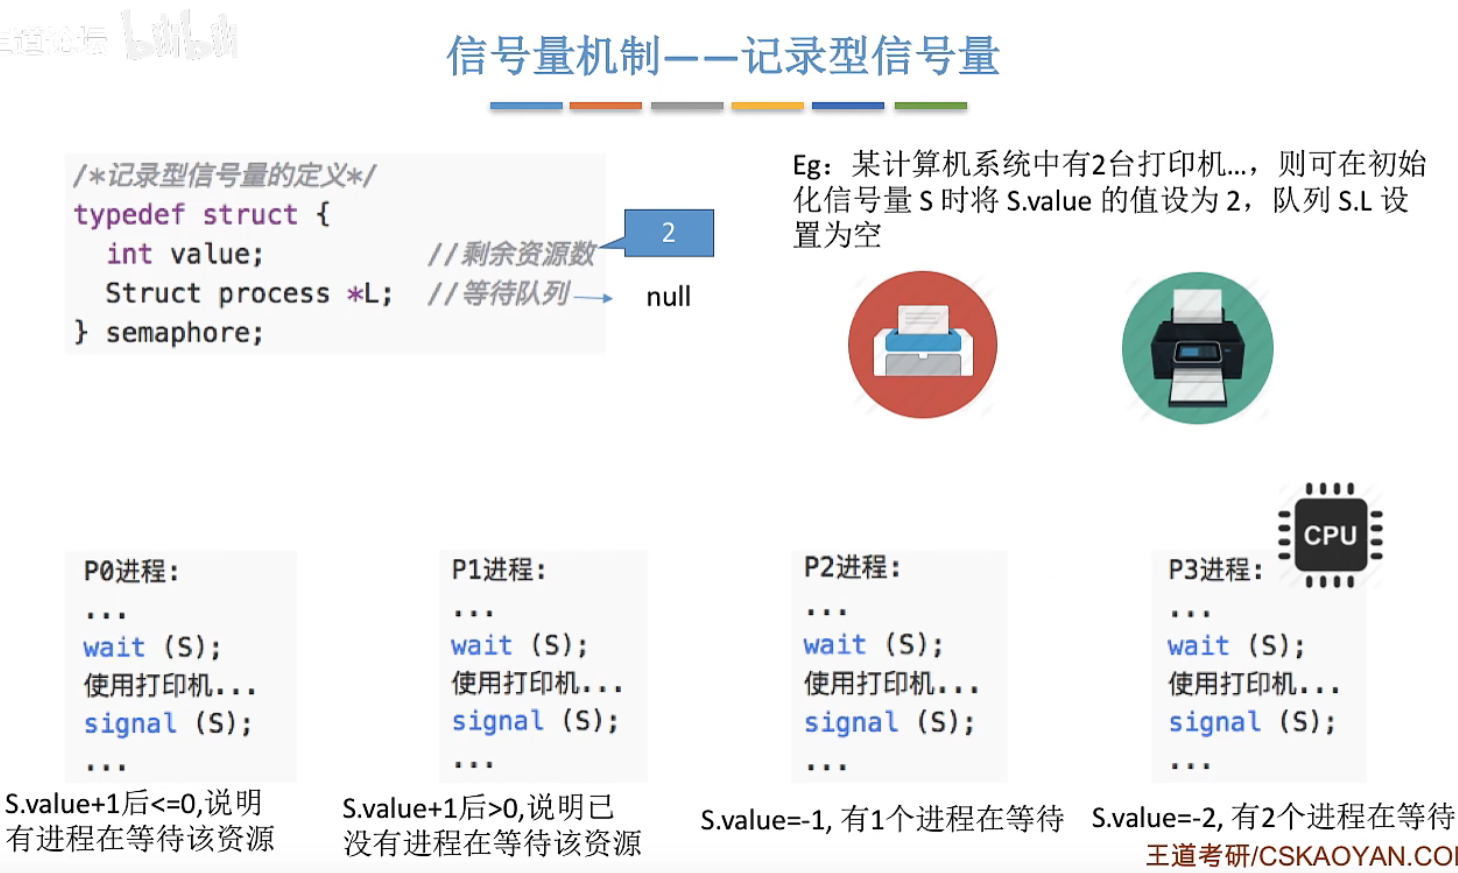 王道论坛 bilibili
信号量机制——记录型信号量
/*记录型信号量的定义*/
typedef struct {
int value; //剩余资源数
Struct process *L; //等待队列
} semaphore;
2
null
Eg：某计算机系统中有2台打印机...，则可在初始
化信号量 S 时将 S.value 的值设为 2，队列 S.L 设
置为空
CPU
P0进程:
...
wait (S);
使用打印机...
signal (S);
...
S.value+1后<=0,说明
有进程在等待该资源
P1进程:
...
wait (S);
使用打印机...
signal (S);
...
S.value+1后>0,说明已
没有进程在等待该资源
P2进程:
...
wait (S);
使用打印机...
signal (S);
...
S.value=-1, 有1个进程在等待
P3进程:
...
wait (S);
使用打印机...
signal (S);
...
S.value=-2, 有2个进程在等待
王道考研/CSKAOYAN.CO